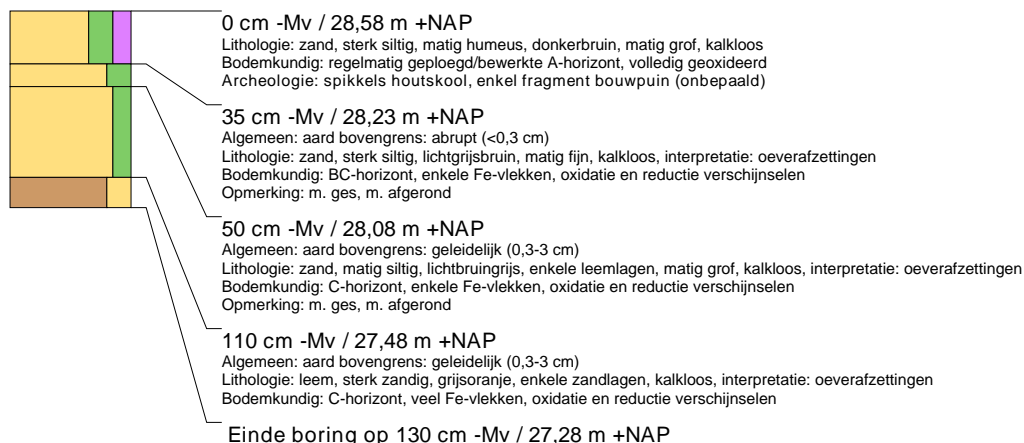 0 cm -Mv / 28,58 m +NAP
Lithologie: zand, sterk siltig, matig humeus, donkerbruin, matig grof, kalkloos
Bodemkundig: regelmatig geploegd/bewerkte A-horizont, volledig geoxideerd
Archeologie: spikkels houtskool, enkel fragment bouwpuin (onbepaald)
35 cm -Mv / 28,23 m +NAP
Algemeen: aard bovengrens: abrupt (<0,3 cm)
Lithologie: zand, sterk siltig, lichtgrijsbruin, matig fijn, kalkloos, interpretatie: oeverafzettingen
Bodemkundig: BC-horizont, enkele Fe-vlekken, oxidatie en reductie verschijnselen
Opmerking: m. ges, m. afgerond
50 cm -Mv / 28,08 m +NAP
Algemeen: aard bovengrens: geleidelijk (0,3-3 cm)
Lithologie: zand, matig siltig, lichtbruingrijs, enkele leemlagen, matig grof, kalkloos, interpretatie: oeverafzettingen
Bodemkundig: C-horizont, enkele Fe-vlekken, oxidatie en reductie verschijnselen
Opmerking: m. ges, m. afgerond
110 cm -Mv / 27,48 m +NAP
Algemeen: aard bovengrens: geleidelijk (0,3-3 cm)
Lithologie: leem, sterk zandig, grijsoranje, enkele zandlagen, kalkloos, interpretatie: oeverafzettingen
Bodemkundig: C-horizont, veel Fe-vlekken, oxidatie en reductie verschijnselen
Einde boring op 130 cm -Mv / 27,28 m +NAP